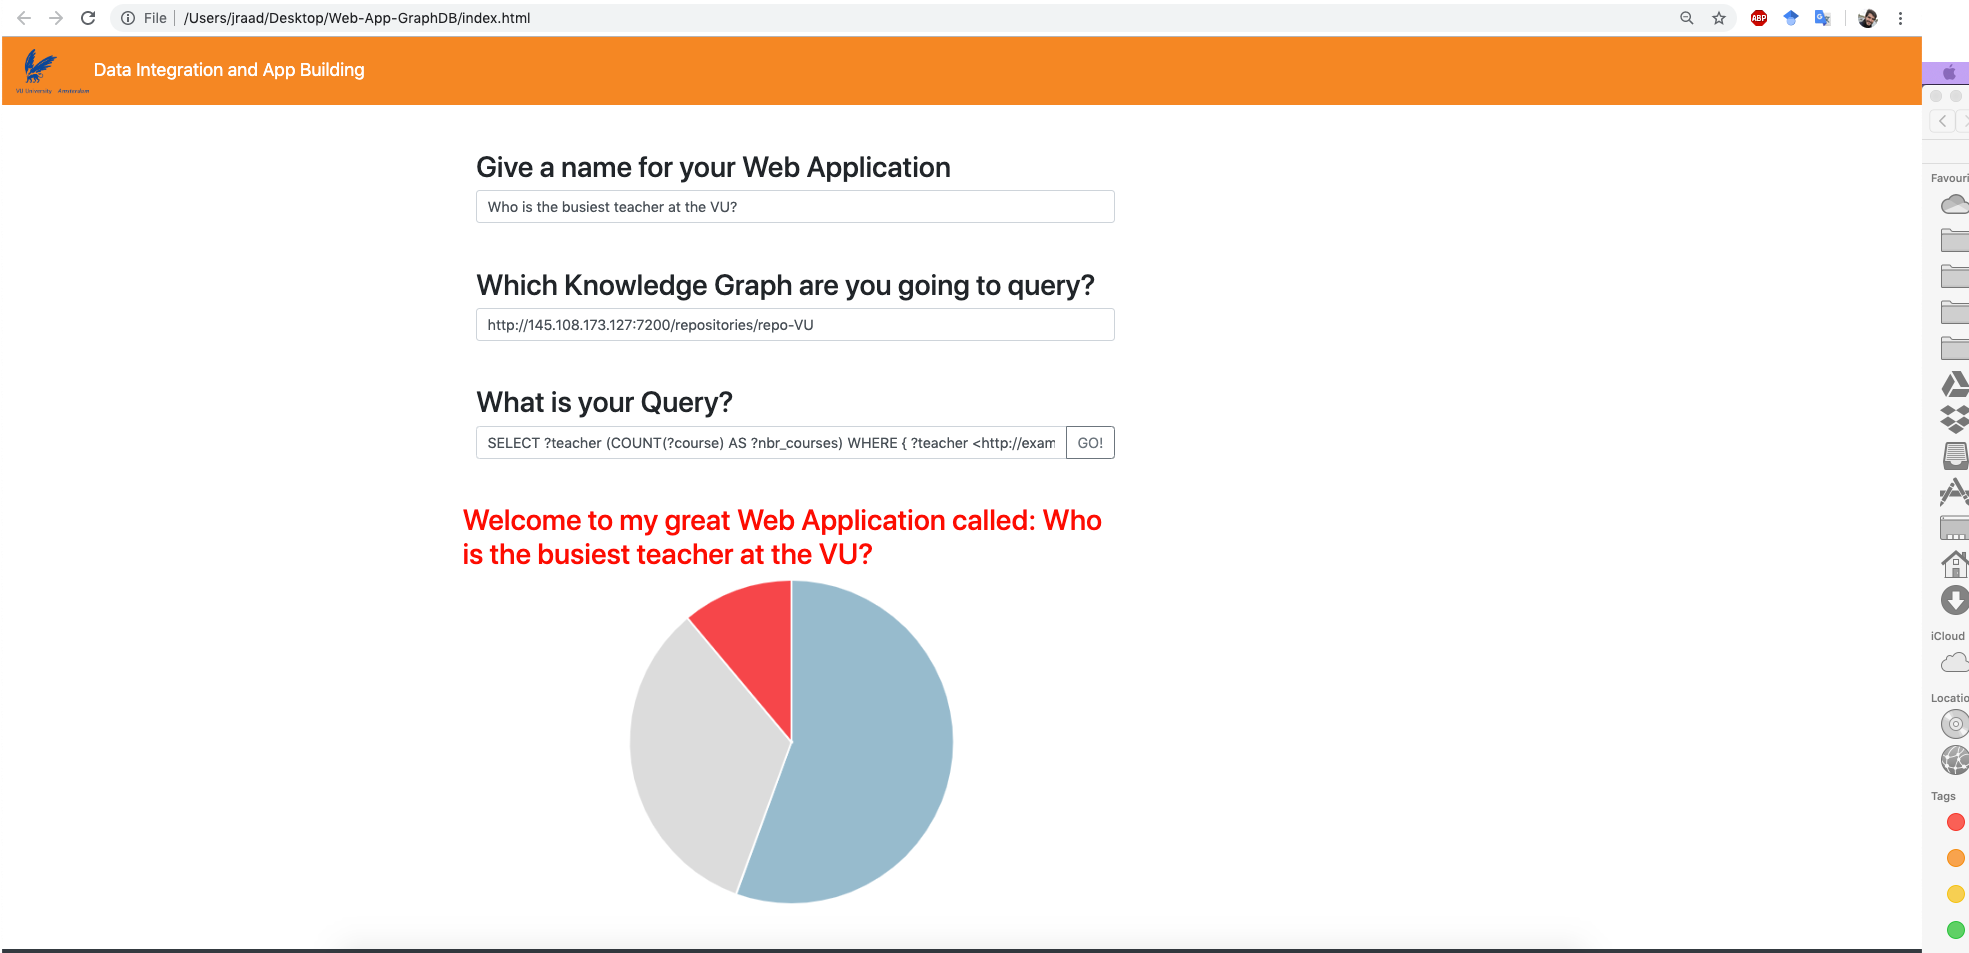 File
/Users/jraad/Desktop/Web-App-GraphDB/index.html
ABP
VU University Amsterdam
Data Integration and App Building
Give a name for your Web Application
Who is the busiest teacher at the VU?
Which Knowledge Graph are you going to query?
http://145.108.173.127:7200/repositories/repo-VU
What is your Query?
SELECT ?teacher (COUNT(?course) AS ?nbr_courses) WHERE { ?teacher <http://exam
GO!
Welcome to my great Web Application called: Who
is the busiest teacher at the VU?
Favouri
iCloud
Locatio
Tags